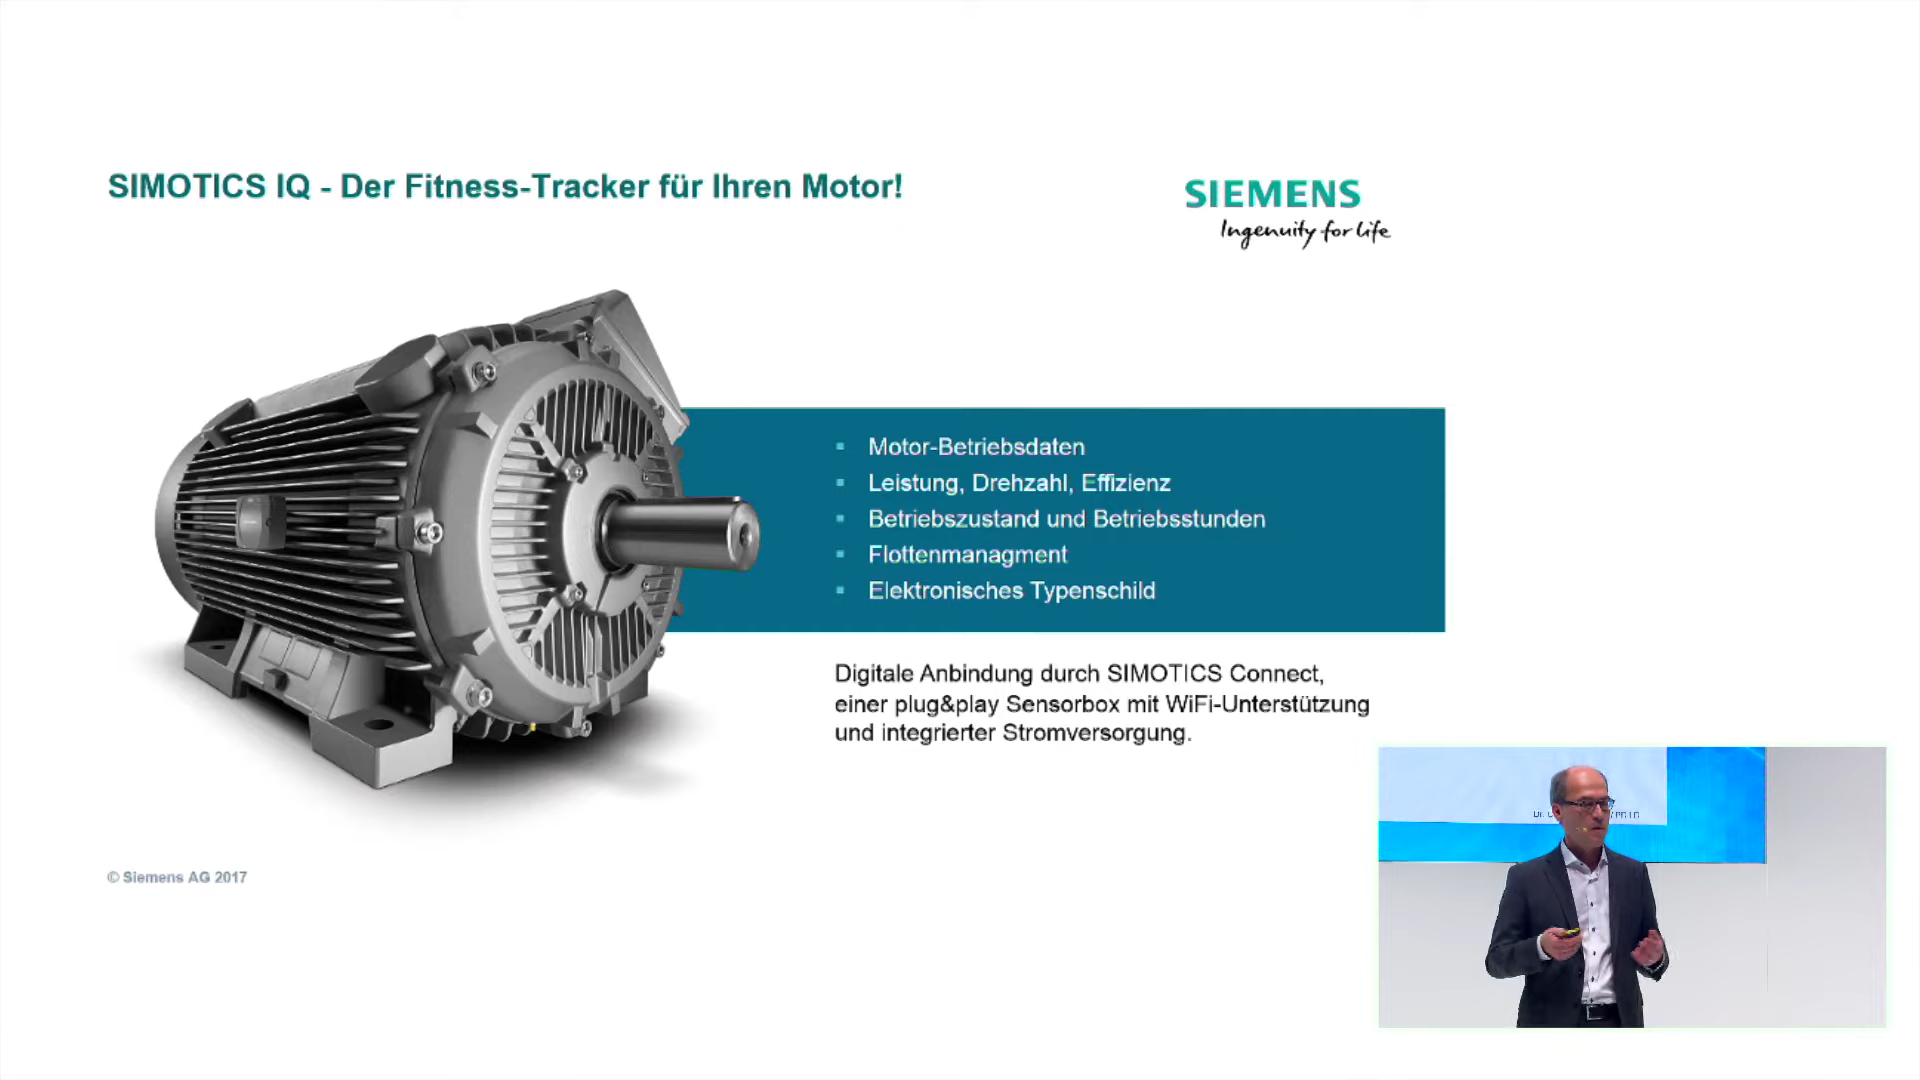 SIMOTICS IQ - Der Fitness-Tracker für Ihren Motor!
SIEMENS
Ingenuity for life
Motor-Betriebsdaten
Leistung, Drehzahl, Effizienz
Betriebszustand und Betriebsstunden
Flottenmanagment
Elektronisches Typenschild
Digitale Anbindung durch SIMOTICS Connect,
einer plug&play Sensorbox mit WiFi-Unterstützung
und integrierter Stromversorgung.
Dr.
© Siemens AG 2017